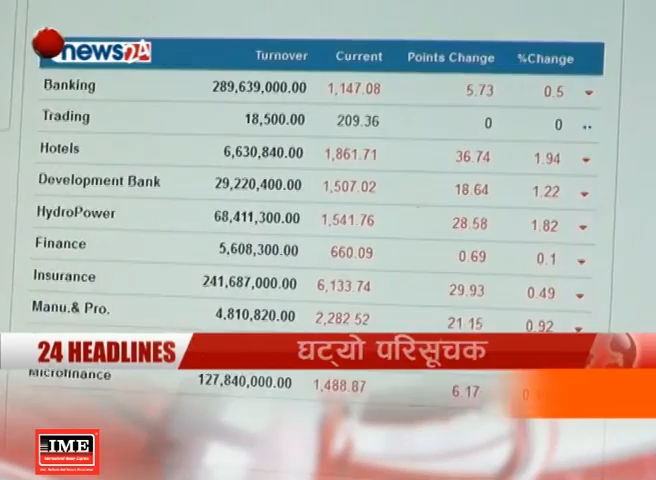 news24
Turnover Current Points Change %Change
Banking 289,639,000.00 1,147.08 5.73 0.5
Trading 18,500.00 209.36 0 0
Hotels 6,630,840.00 1,861.71 36.74 1.94
Development Bank 29,220,400.00 1,507.02 18.64 1.22
HydroPower 68,411,300.00 1,541.76 28.58 1.82
Finance 5,608,300.00 660.09 0.69 0.1
Insurance 241,687,000.00 6,133.74 29.93 0.49
Manu.& Pro. 4,810,820.00 2,282.52 21.15 0.92
24 HEADLINES घट्यो परिसूचक
Microfinance 127,840,000.00 1,488.87 6.17
IME